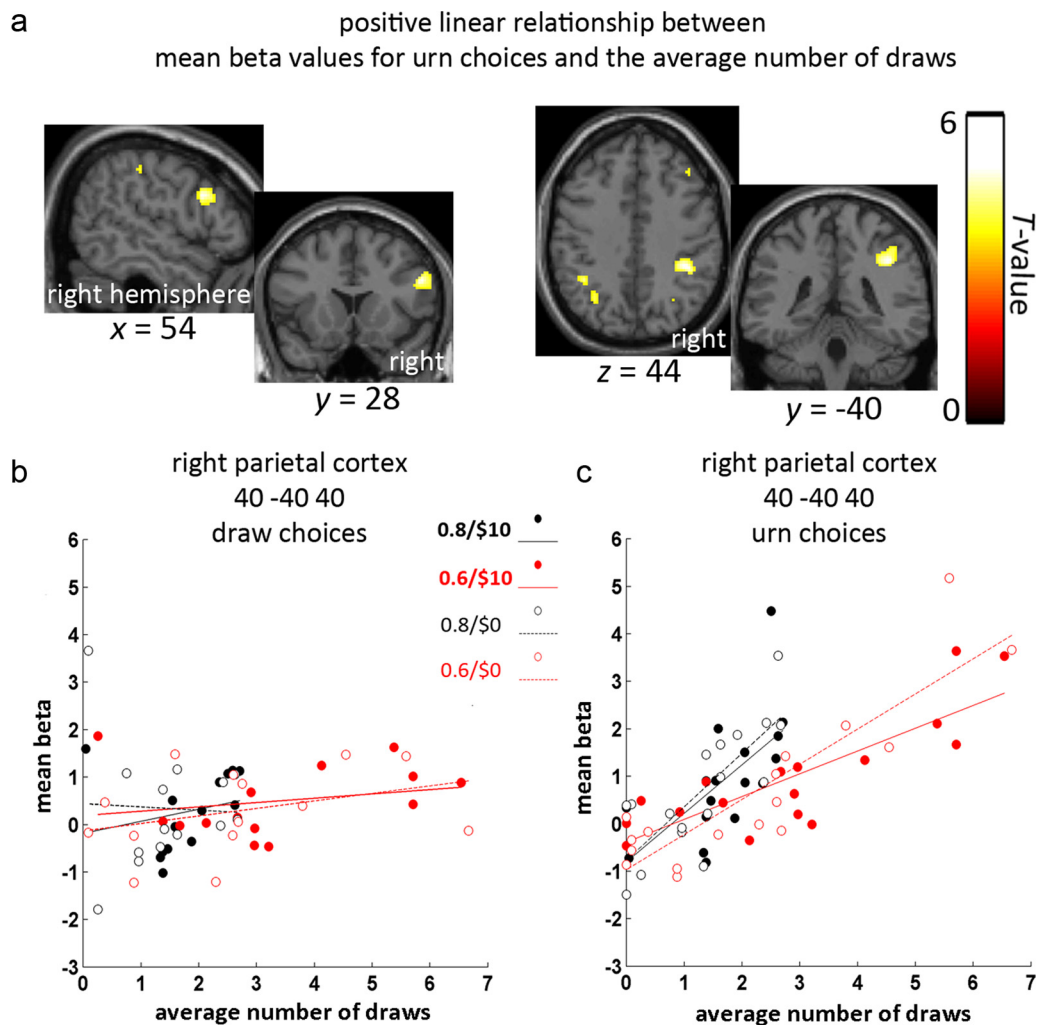 a
positive linear relationship between
mean beta values for urn choices and the average number of draws
right hemisphere
x = 54
right
y = 28
right
z = 44
y = -40
6
T-value
0
b
right parietal cortex
40 -40 40
draw choices
0.8/$10
0.6/$10
0.8/$0
0.6/$0
mean beta
6
5
4
3
2
1
0
-1
-2
-3
0 1 2 3 4 5 6 7
average number of draws
c
right parietal cortex
40 -40 40
urn choices
mean beta
6
5
4
3
2
1
0
-1
-2
-3
0 1 2 3 4 5 6 7
average number of draws